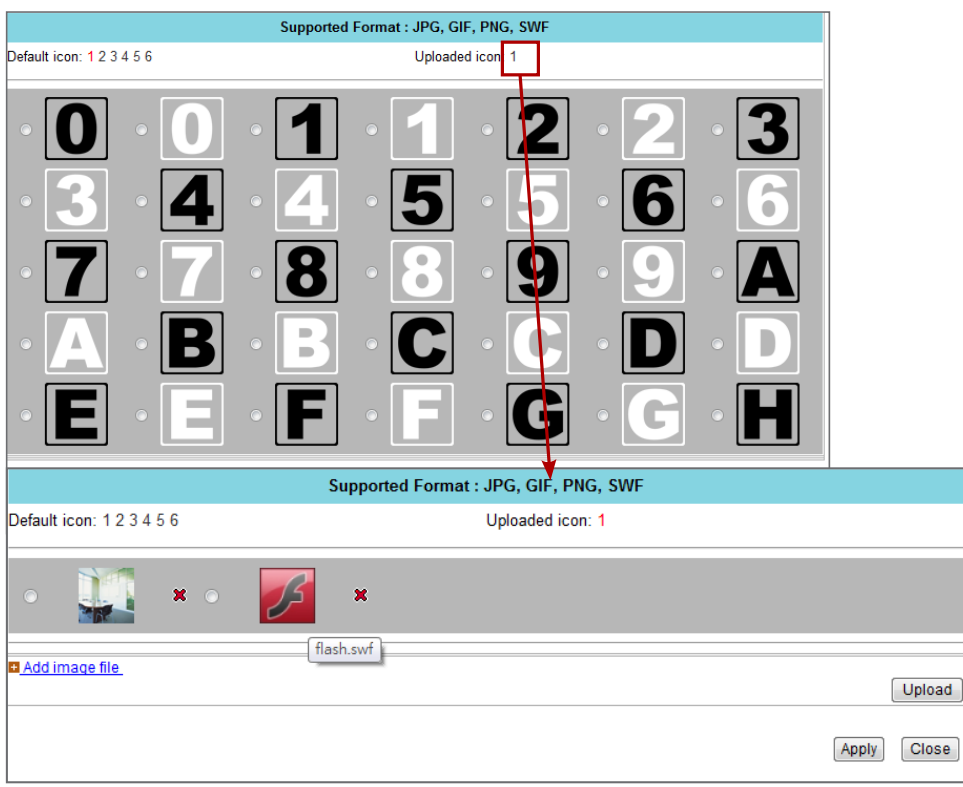 Supported Format : JPG, GIF, PNG, SWF
Default icon: 1 2 3 4 5 6 Uploaded icon: 1
0 0 1 1 2 2 3
3 4 4 5 5 6 6
7 7 8 8 9 9 A
A B B C C D D
E E F F G G H
Supported Format : JPG, GIF, PNG, SWF
Default icon: 1 2 3 4 5 6 Uploaded icon: 1
flash.swf
Add image file
Upload
Apply Close